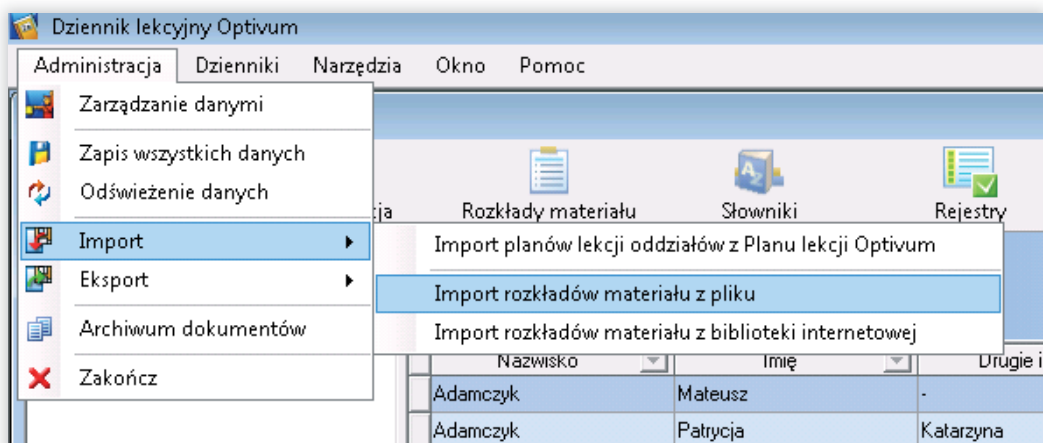 Dziennik lekcyjny Optivum
Administracja Dzienniki Narzędzia Okno Pomoc
Zarządzanie danymi
Zapis wszystkich danych
Odświeżenie danych
Import
Eksport
Archiwum dokumentów
Zakończ
cja Rozkłady materiału Słowniki Rejestry
Import planów lekcji oddziałów z Planu lekcji Optivum
Import rozkładów materiału z pliku
Import rozkładów materiału z biblioteki internetowej
Nazwisko Imię Drugie i
Adamczyk Mateusz -
Adamczyk Patrycja Katarzyna